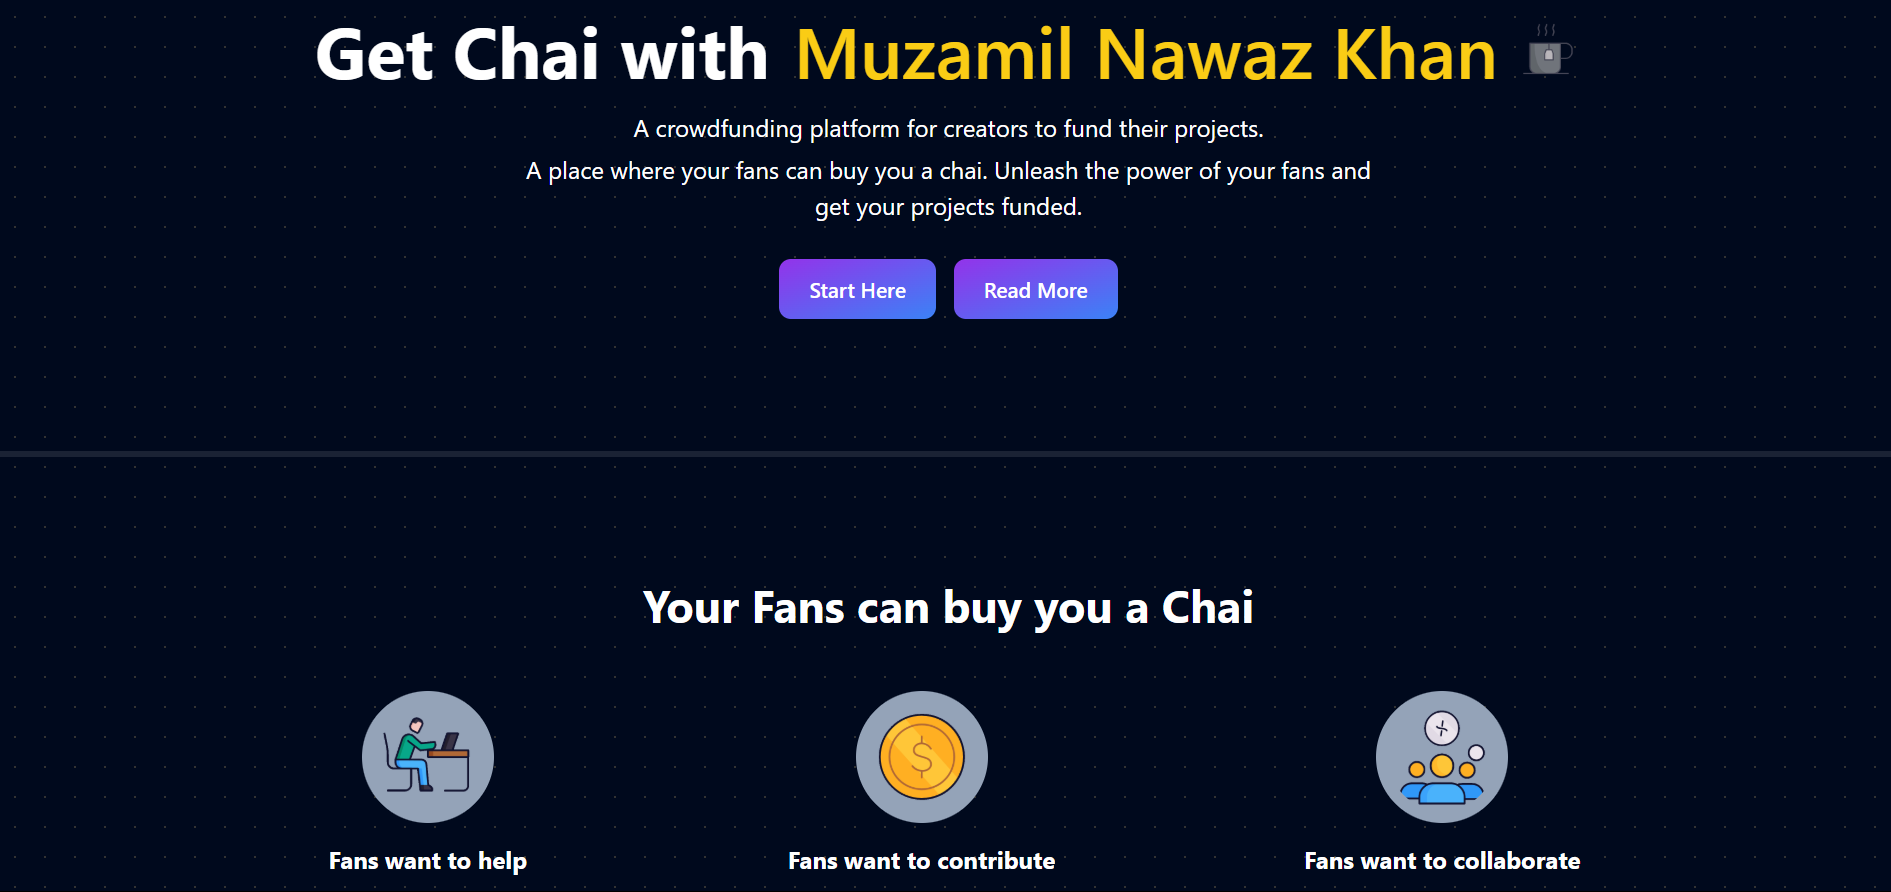 Get Chai with Muzamil Nawaz Khan
A crowdfunding platform for creators to fund their projects.
A place where your fans can buy you a chai. Unleash the power of your fans and
get your projects funded.
Start Here
Read More
Your Fans can buy you a Chai
$
Fans want to help
Fans want to contribute
Fans want to collaborate